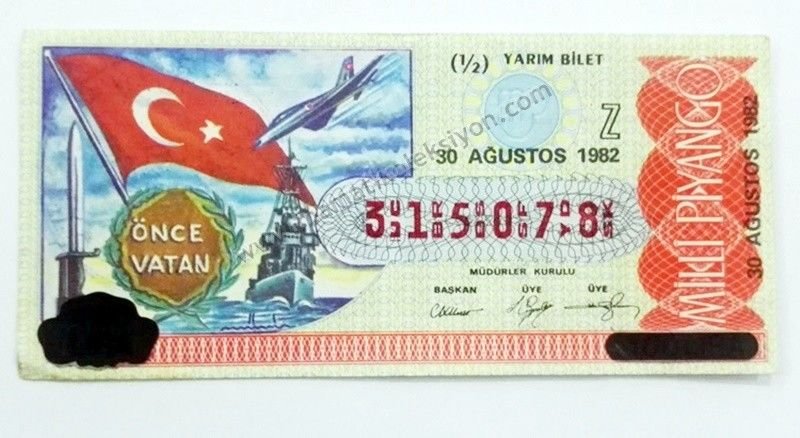 (½) YARIM BİLET
Z
30 AĞUSTOS 1982
ÖNCE
VATAN
3 1 5 0 7 8
MÜDÜRLER KURULU
BAŞKAN ÜYE ÜYE
MİLLİ PİYANGO
30 AĞUSTOS 1982